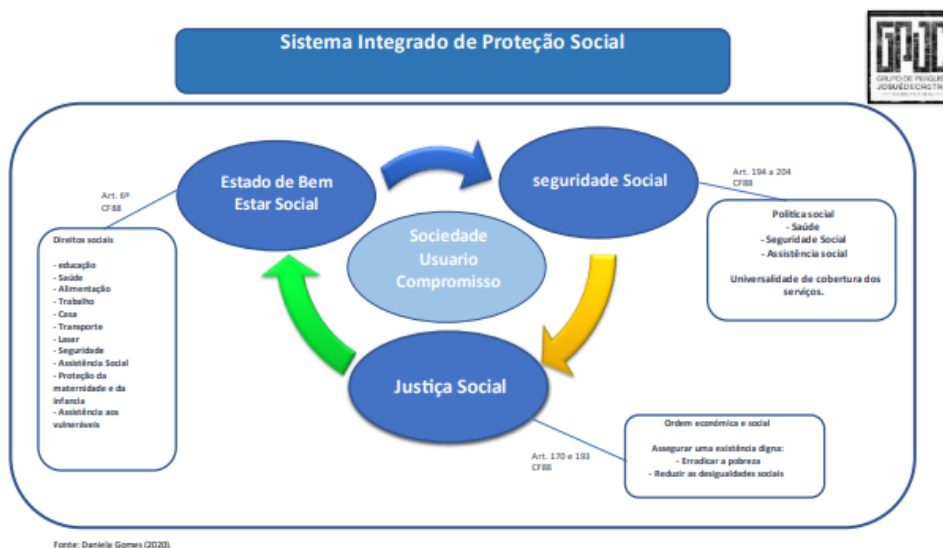 Sistema Integrado de Proteção Social
GRUPO DE PESQUISA
JOSUÉ DE CASTRO
Estado de Bem
Estar Social
seguridade Social
Sociedade
Usuario
Compromisso
Justiça Social
Art. 6º
CF88
Direitos sociais
- educação
- Saúde
- Alimentação
- Trabalho
- Casa
- Transporte
- Laser
- Seguridade
- Assistência Social
- Proteção da
maternidade e da
infancia
- Assistência aos
vulneráveis
Art. 194 a 204
CF88
Politica social
- Saúde
- Seguridade Social
- Assistência social
Universalidade de cobertura dos
serviços.
Art. 170 e 193
CF88
Ordem económica e social
Assegurar uma existência digna:
- Erradicar a pobreza
- Reduzir as desigualdades sociais
Fonte: Daniela Gomes (2020).